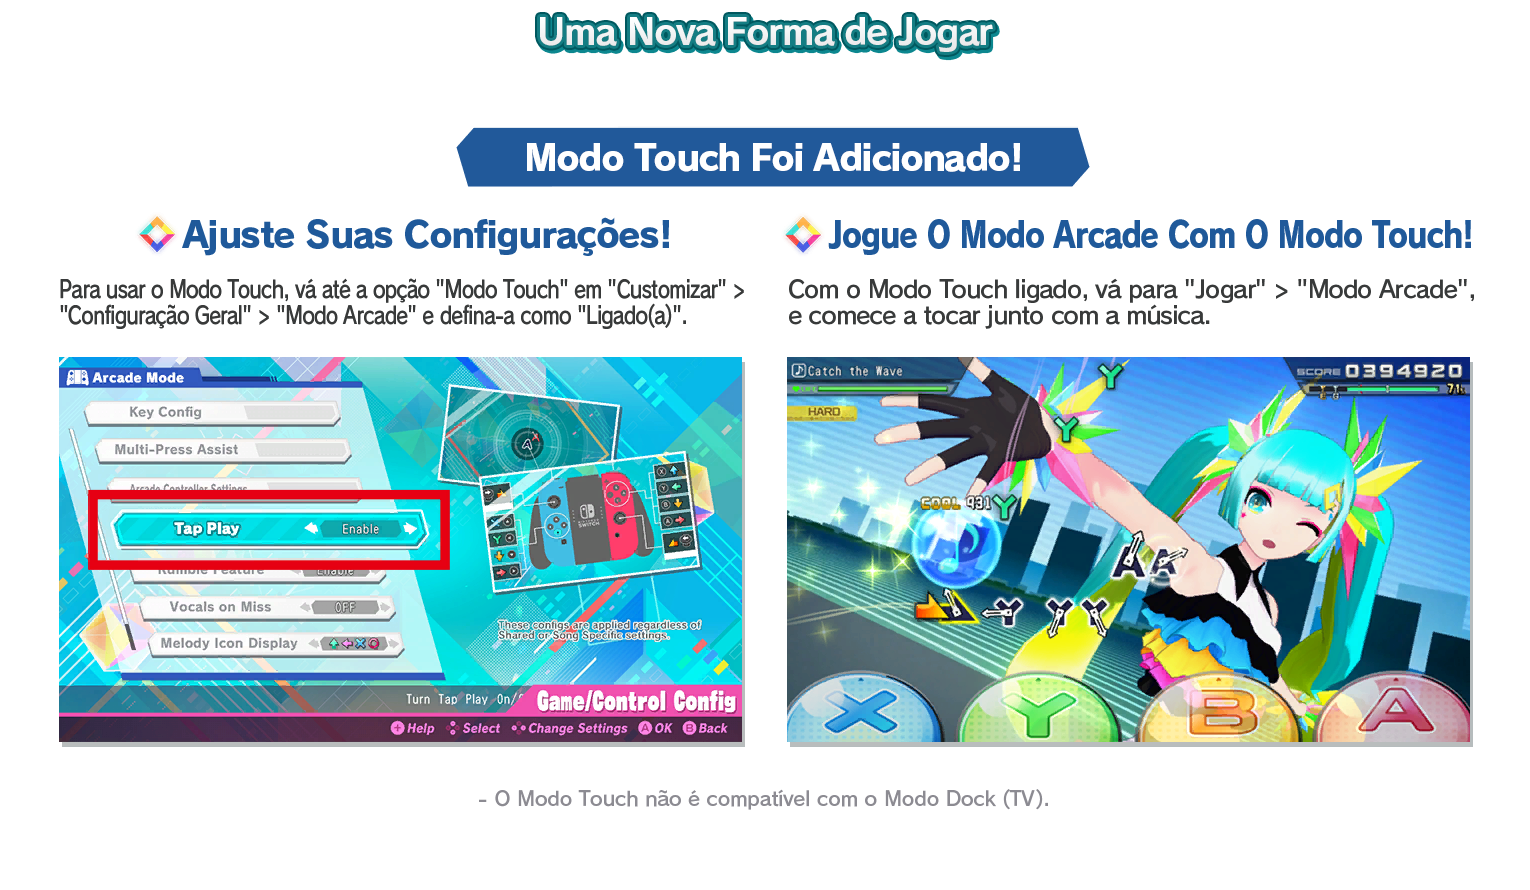 Uma Nova Forma de Jogar
Modo Touch Foi Adicionado!
Ajuste Suas Configurações!
Para usar o Modo Touch, vá até a opção "Modo Touch" em "Customizar" >
"Configuração Geral" > "Modo Arcade" e defina-a como "Ligado(a)".
Arcade Mode
Key Config
Multi-Press Assist
Arcade Controller Settings
Tap Play
Enable
Rumble Feature
Enable
Vocals on Miss
OFF
Melody Icon Display
A
X
Y
B
A
Y
NINTENDO
SWITCH
These configs are applied regardless of
Shared or Song Specific settings.
Turn Tap Play On/
Game/Control Config
+ Help
Select
Change Settings
A OK
B Back
Jogue O Modo Arcade Com O Modo Touch!
Com o Modo Touch ligado, vá para "Jogar" > "Modo Arcade",
e comece a tocar junto com a música.
Catch the Wave
SCORE 0394920
HARD
Y
Y
COOL 931
Y
A A
Y Y Y
X Y B A
- O Modo Touch não é compatível com o Modo Dock (TV).